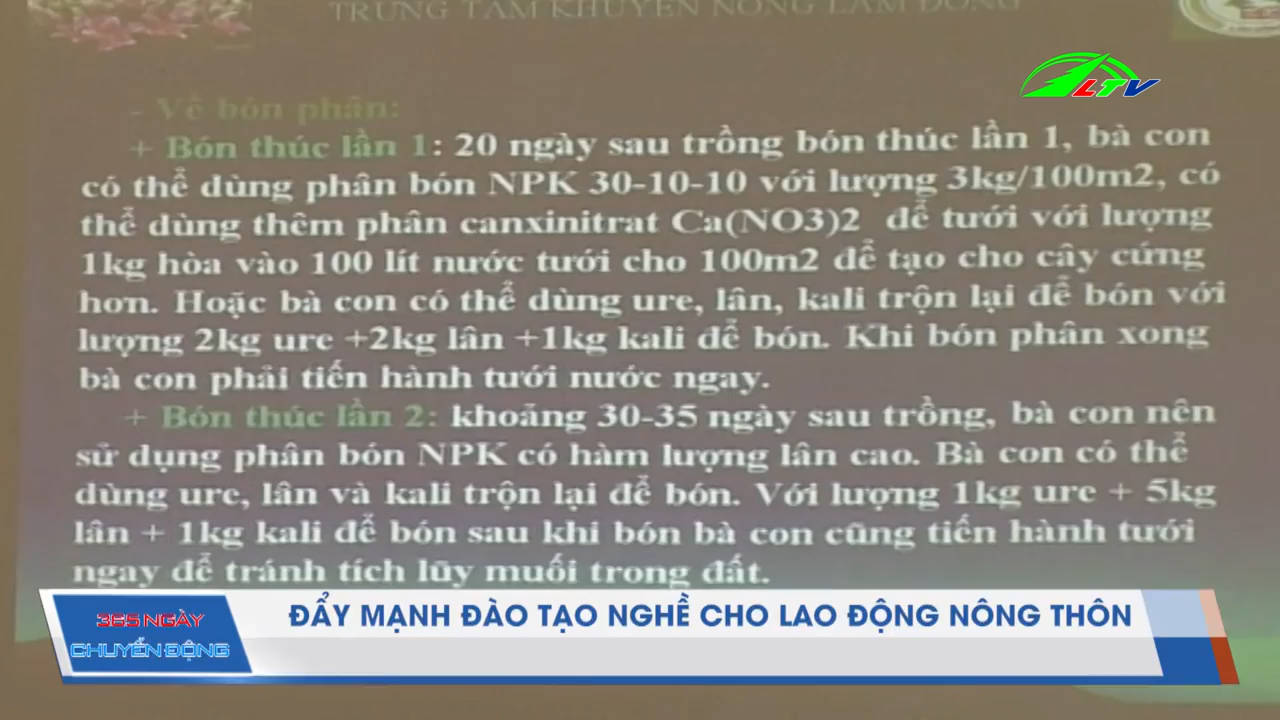 TRUNG TÂM KHUYẾN NÔNG LÂM ĐỒNG
LTV
- Về bón phân:
+ Bón thúc lần 1: 20 ngày sau trồng bón thúc lần 1, bà con
có thể dùng phân bón NPK 30-10-10 với lượng 3kg/100m2, có
thể dùng thêm phân canxinitrat Ca(NO3)2 để tưới với lượng
1kg hòa vào 100 lít nước tưới cho 100m2 để tạo cho cây cứng
hơn. Hoặc bà con có thể dùng ure, lân, kali trộn lại để bón với
lượng 2kg ure +2kg lân +1kg kali để bón. Khi bón phân xong
bà con phải tiến hành tưới nước ngay.
+ Bón thúc lần 2: khoảng 30-35 ngày sau trồng, bà con nên
sử dụng phân bón NPK có hàm lượng lân cao. Bà con có thể
dùng ure, lân và kali trộn lại để bón. Với lượng 1kg ure + 5kg
lân + 1kg kali để bón sau khi bón bà con cũng tiến hành tưới
ngay để tránh tích lũy muối trong đất.
365 NGÀY
CHUYỂN ĐỘNG
ĐẨY MẠNH ĐÀO TẠO NGHỀ CHO LAO ĐỘNG NÔNG THÔN